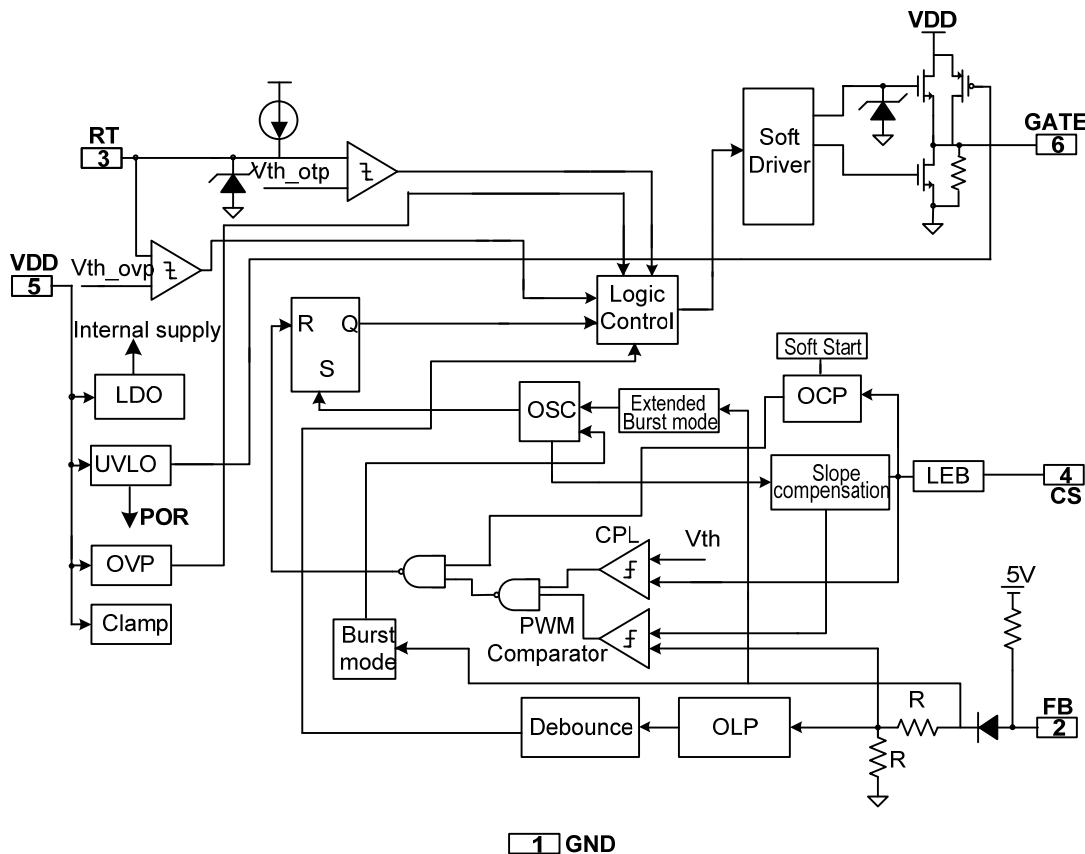 VDD
RT
3
Vth_otp
Soft
Driver
GATE
6
VDD
5
Vth_ovp
Logic
Control
Internal supply
R
Q
S
Soft Start
LDO
OSC
Extended
Burst mode
OCP
UVLO
Slope
compensation
LEB
4
CS
POR
CPL
Vth
OVP
5V
Clamp
Burst
mode
PWM
Comparator
R
FB
2
Debounce
OLP
R
1
GND